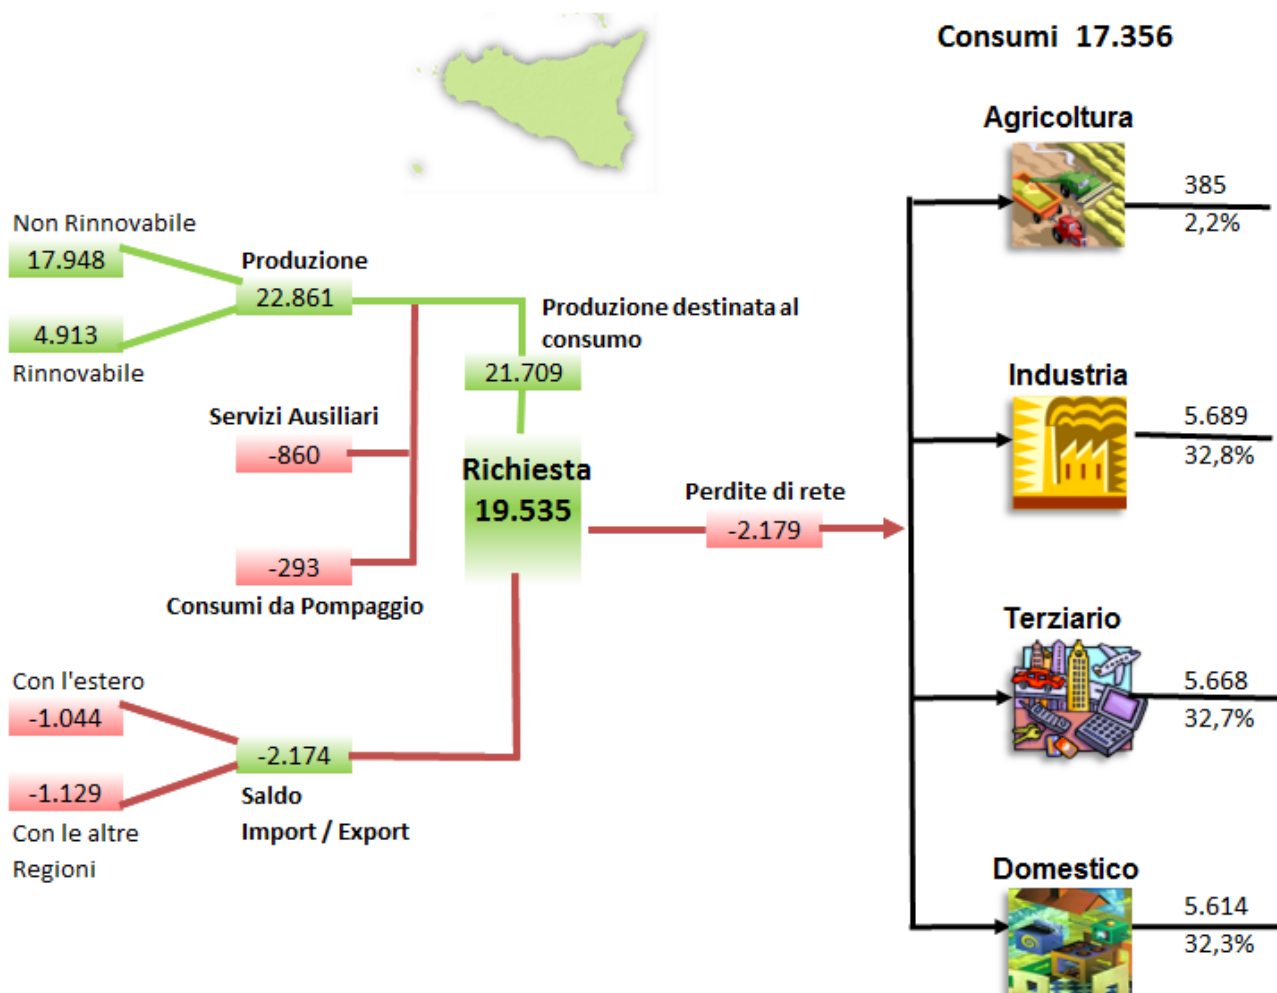 Consumi 17.356
Non Rinnovabile
17.948
4.913
Rinnovabile
Produzione
22.861
Servizi Ausiliari
-860
-293
Consumi da Pompaggio
Produzione destinata al
consumo
21.709
Richiesta
19.535
Perdite di rete
-2.179
Con l'estero
-1.044
-1.129
Con le altre
Regioni
-2.174
Saldo
Import / Export
Agricoltura
385
2,2%
Industria
5.689
32,8%
Terziario
5.668
32,7%
Domestico
5.614
32,3%